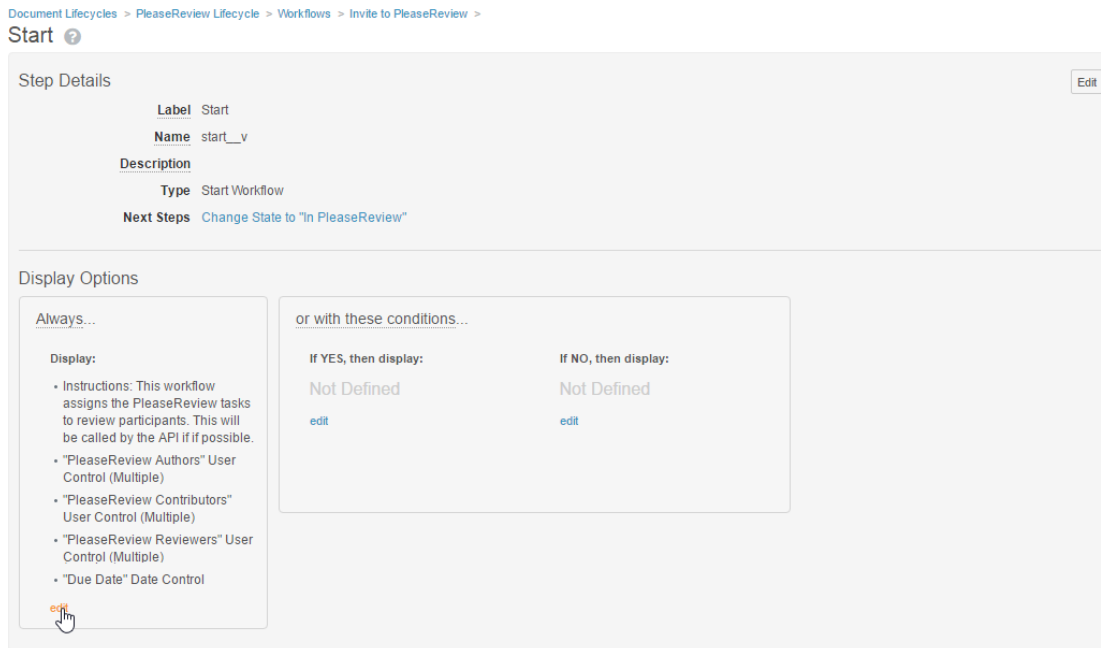 Document Lifecycles > PleaseReview Lifecycle > Workflows > Invite to PleaseReview >
Start ?
Step Details
Edit
Label Start
Name start__v
Description
Type Start Workflow
Next Steps Change State to "In PleaseReview"
Display Options
Always...
Display:
• Instructions: This workflow
assigns the PleaseReview tasks
to review participants. This will
be called by the API if if possible.
• "PleaseReview Authors" User
Control (Multiple)
• "PleaseReview Contributors"
User Control (Multiple)
• "PleaseReview Reviewers" User
Control (Multiple)
• "Due Date" Date Control
edit
or with these conditions...
If YES, then display: If NO, then display:
Not Defined Not Defined
edit edit